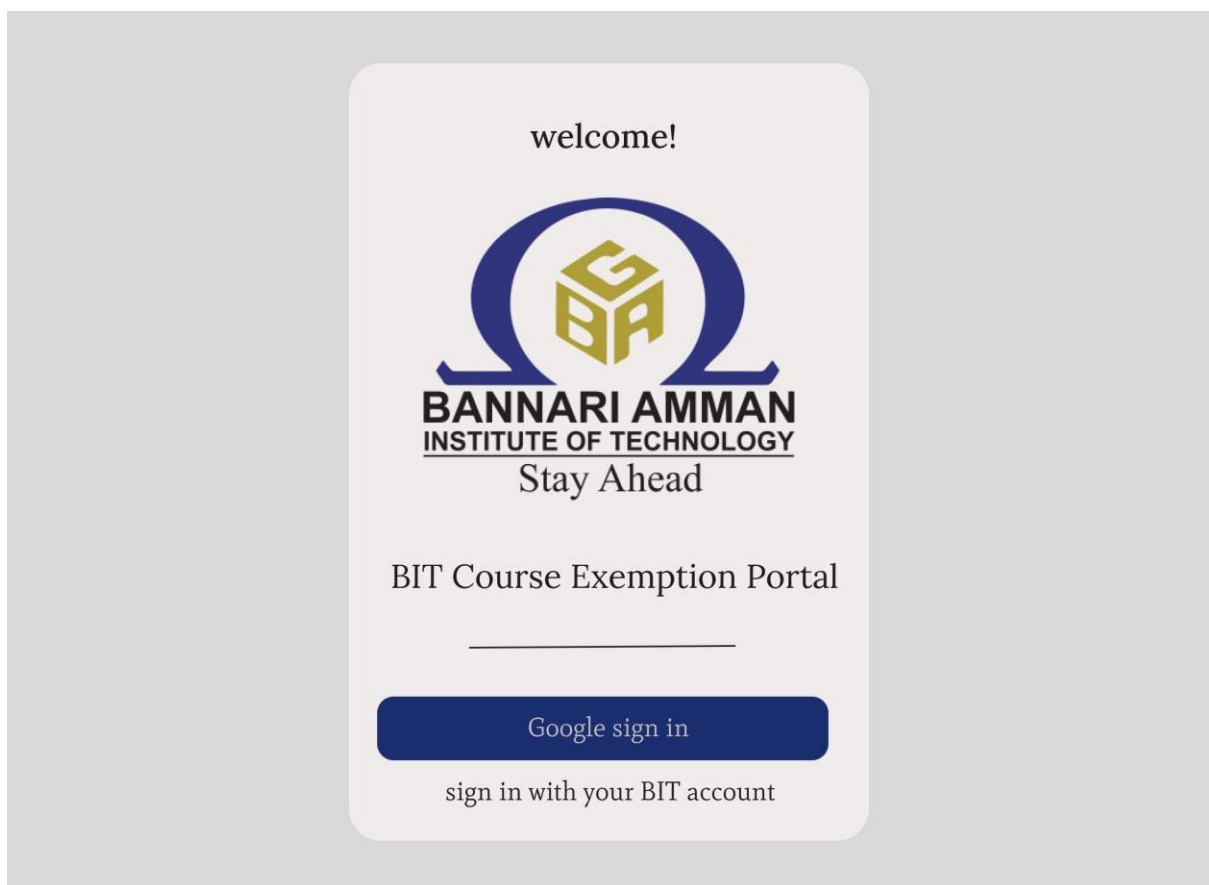 welcome!
G
BA
BANNARI AMMAN
INSTITUTE OF TECHNOLOGY
Stay Ahead
BIT Course Exemption Portal
Google sign in
sign in with your BIT account